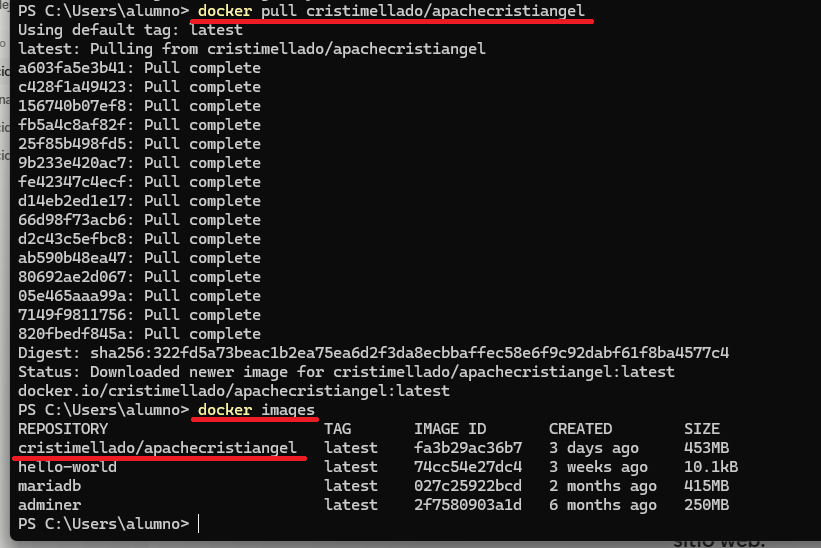 PS C:\Users\alumno> docker pull cristimellado/apachecristiangel
Using default tag: latest
latest: Pulling from cristimellado/apachecristiangel
a603fa5e3b41: Pull complete
c428f1a49423: Pull complete
156740b07ef8: Pull complete
fb5a4c8af82f: Pull complete
25f85b498fd5: Pull complete
9b233e420ac7: Pull complete
fe42347c4ecf: Pull complete
d14eb2ed1e17: Pull complete
66d98f73acb6: Pull complete
d2c43c5efbc8: Pull complete
ab590b48ea47: Pull complete
80692ae2d067: Pull complete
05e465aaa99a: Pull complete
7149f9811756: Pull complete
820fbedf845a: Pull complete
Digest: sha256:322fd5a73beac1b2ea75ea6d2f3da8ecbbaffec58e6f9c92dabf61f8ba4577c4
Status: Downloaded newer image for cristimellado/apachecristiangel:latest
docker.io/cristimellado/apachecristiangel:latest
PS C:\Users\alumno> docker images
REPOSITORY TAG IMAGE ID CREATED SIZE
cristimellado/apachecristiangel latest fa3b29ac36b7 3 days ago 453MB
hello-world latest 74cc54e27dc4 3 weeks ago 10.1kB
mariadb latest 027c25922bcd 2 months ago 415MB
adminer latest 2f7580903a1d 6 months ago 250MB
PS C:\Users\alumno>